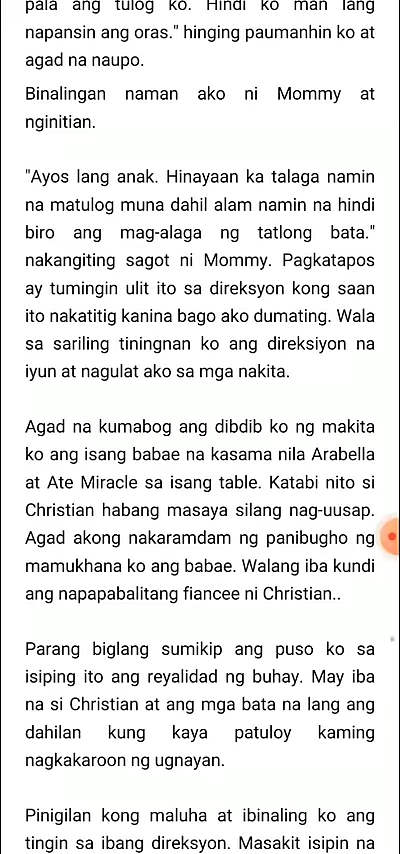 pala ang tulog ko. Hindi ko man lang
napansin ang oras." hinging paumanhin ko at
agad na naupo.
Binalingan naman ako ni Mommy at
nginitian.
"Ayos lang anak. Hinayaan ka talaga namin
na matulog muna dahil alam namin na hindi
biro ang mag-alaga ng tatlong bata."
nakangiting sagot ni Mommy. Pagkatapos
ay tumingin ulit ito sa direksyon kong saan
ito nakatitig kanina bago ako dumating. Wala
sa sariling tiningnan ko ang direksiyon na
iyun at nagulat ako sa mga nakita.
Agad na kumabog ang dibdib ko ng makita
ko ang isang babae na kasama nila Arabella
at Ate Miracle sa isang table. Katabi nito si
Christian habang masaya silang nag-uusap.
Agad akong nakaramdam ng panibugho ng
mamukhana ko ang babae. Walang iba kundi
ang napapabalitang fiancee ni Christian..
Parang biglang sumikip ang puso ko sa
isiping ito ang reyalidad ng buhay. May iba
na si Christian at ang mga bata na lang ang
dahilan kung kaya patuloy kaming
nagkakaroon ng ugnayan.
Pinigilan kong maluha at ibinaling ko ang
tingin sa ibang direksyon. Masakit isipin na